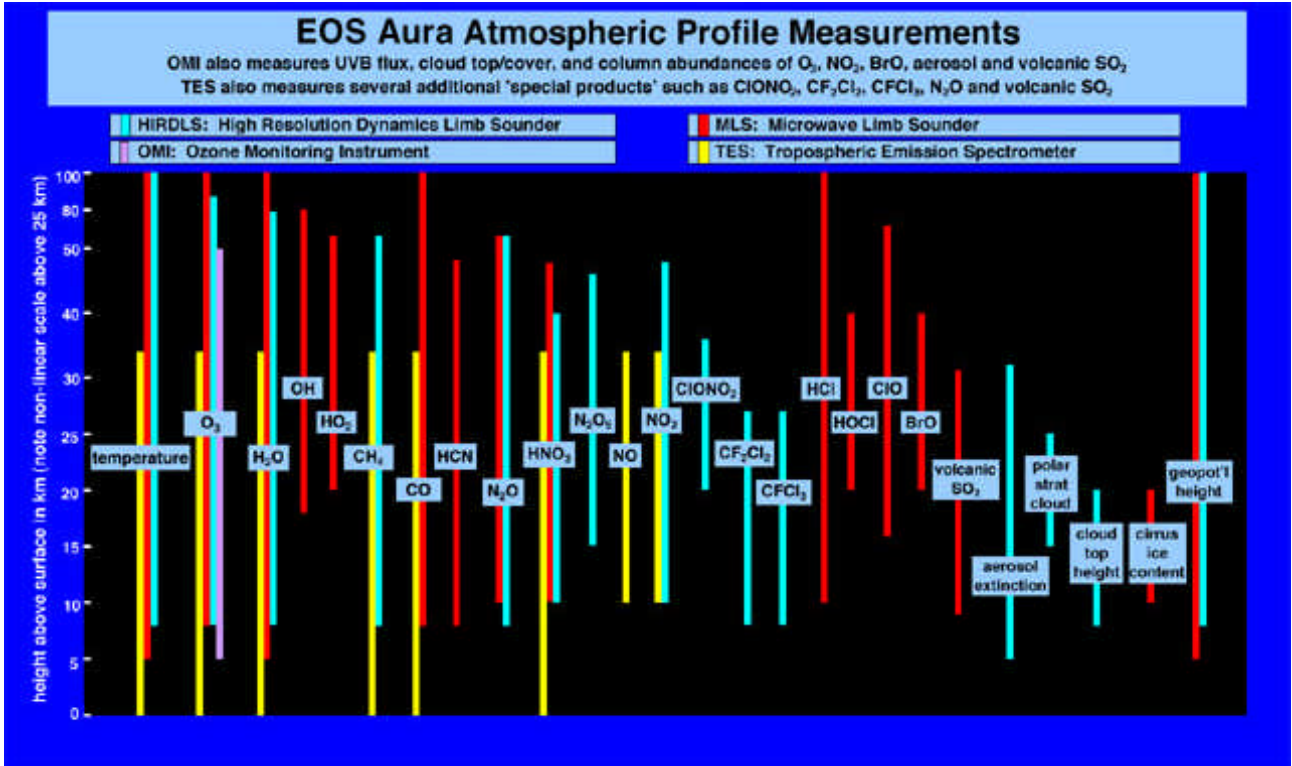 EOS Aura Atmospheric Profile Measurements
OMI also measures UVB flux, cloud top/cover, and column abundances of O₃, NO₂, BrO, aerosol and volcanic SO₂
TES also measures several additional 'special products' such as ClONO₂, CF₂Cl₂, CFCl₃, N₂O and volcanic SO₂
HIRDLS: High Resolution Dynamics Limb Sounder
MLS: Microwave Limb Sounder
OMI: Ozone Monitoring Instrument
TES: Tropospheric Emission Spectrometer
height above surface in km (note non-linear scale above 25 km)
100
80
60
40
30
25
20
15
10
5
0
temperature
O₃
H₂O
OH
HO₂
CH₄
CO
HCN
N₂O
HNO₃
N₂O₅
NO
NO₂
ClONO₂
CF₂Cl₂
CFCl₃
HCl
HOCl
ClO
BrO
volcanic
SO₂
aerosol
extinction
polar
strat
cloud
cloud
top
height
cirrus
ice
content
geopot'l
height